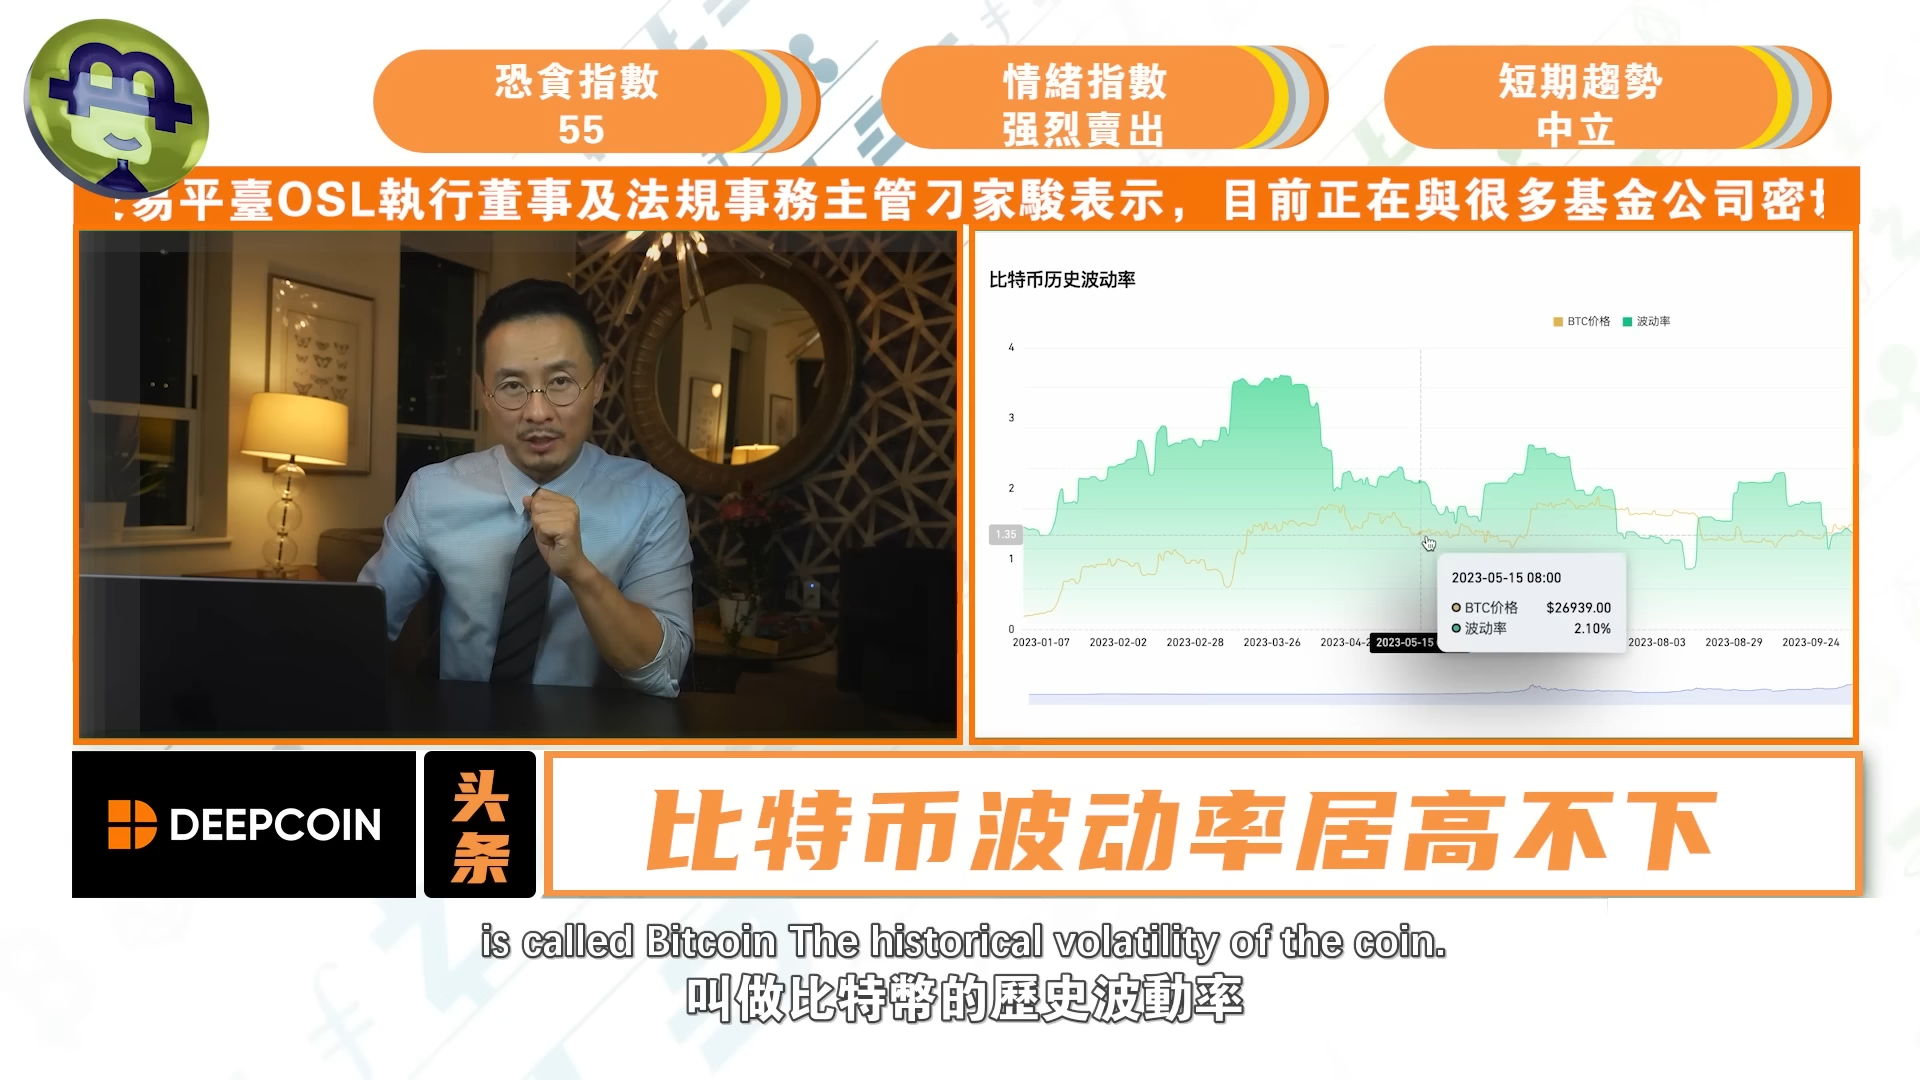 恐貪指數
55
情緒指數
强烈賣出
短期趨勢
中立
易平臺OSL執行董事及法規事務主管刁家駿表示，目前正在與很多基金公司密
比特币历史波动率
BTC价格 波动率
4
3
2
1.35
1
0
2023-05-15 08:00
BTC价格 $26939.00
波动率 2.10%
2023-01-07 2023-02-02 2023-02-28 2023-03-26 2023-04-2 2023-05-15 2023-08-03 2023-08-29 2023-09-24
DEEPCOIN
头条
比特币波动率居高不下
is called Bitcoin The historical volatility of the coin.
叫做比特幣的歷史波動率